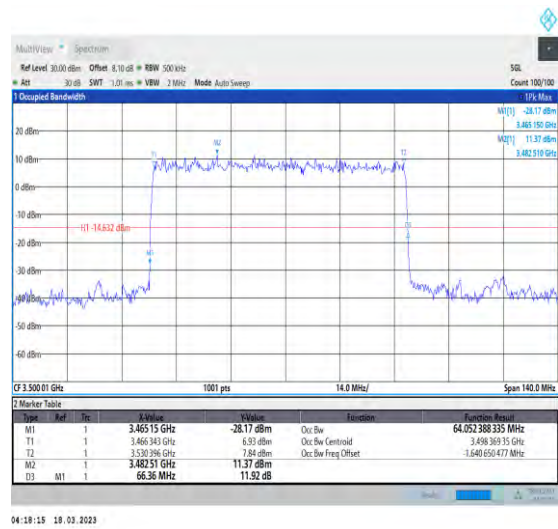 MultiView Spectrum
Ref Level 30.00 dBm Offset 8.10 dB RBW 500 kHz SGL
Att 30 dB SWT 1.01 ms VBW 2 MHz Mode Auto Sweep Count 100/100
1 Occupied Bandwidth 1Pk Max
M1[1] -28.17 dBm
3.465 150 GHz
M2[1] 11.37 dBm
3.482 510 GHz
20 dBm
M2
T1 T2
10 dBm
0 dBm
-10 dBm
H1 -14.632 dBm
D3
-20 dBm
M1
-30 dBm
-40 dBm
-50 dBm
-60 dBm
CF 3.500 01 GHz 1001 pts 14.0 MHz/ Span 140.0 MHz
2 Marker Table
Type Ref Trc X-Value Y-Value Function Function Result
M1 1 3.465 15 GHz -28.17 dBm Occ Bw 64.052 388 335 MHz
T1 1 3.466 343 GHz 6.93 dBm Occ Bw Centroid 3.498 369 35 GHz
T2 1 3.530 396 GHz 7.84 dBm Occ Bw Freq Offset -1.640 650 477 MHz
M2 1 3.482 51 GHz 11.37 dBm
D3 M1 1 66.36 MHz 11.92 dB
04:18:15 18.03.2023